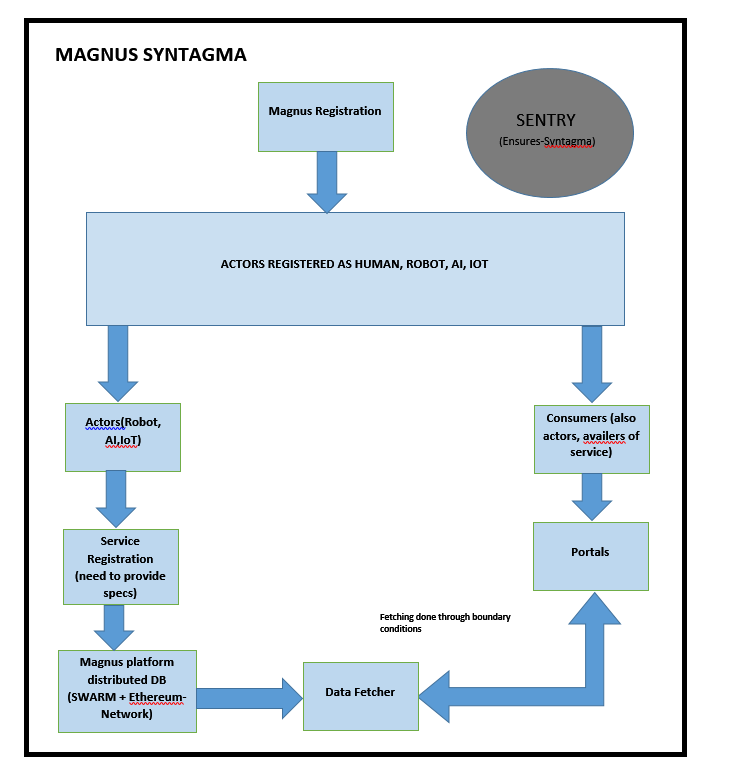 MAGNUS SYNTAGMA
Magnus Registration
SENTRY
(Ensures-Syntagma)
ACTORS REGISTERED AS HUMAN, ROBOT, AI, IOT
Actors(Robot,
AI,IoT)
Consumers (also
actors, availers of
service)
Service
Registration
(need to provide
specs)
Portals
Fetching done through boundary
conditions
Magnus platform
distributed DB
(SWARM + Ethereum-
Network)
Data Fetcher